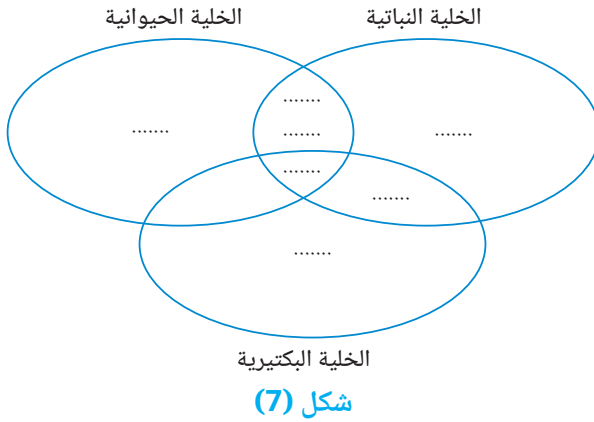 الخلية النباتية
الخلية الحيوانية
.......
....... ....... .......
.......
.......
.......
الخلية البكتيرية
شكل (7)